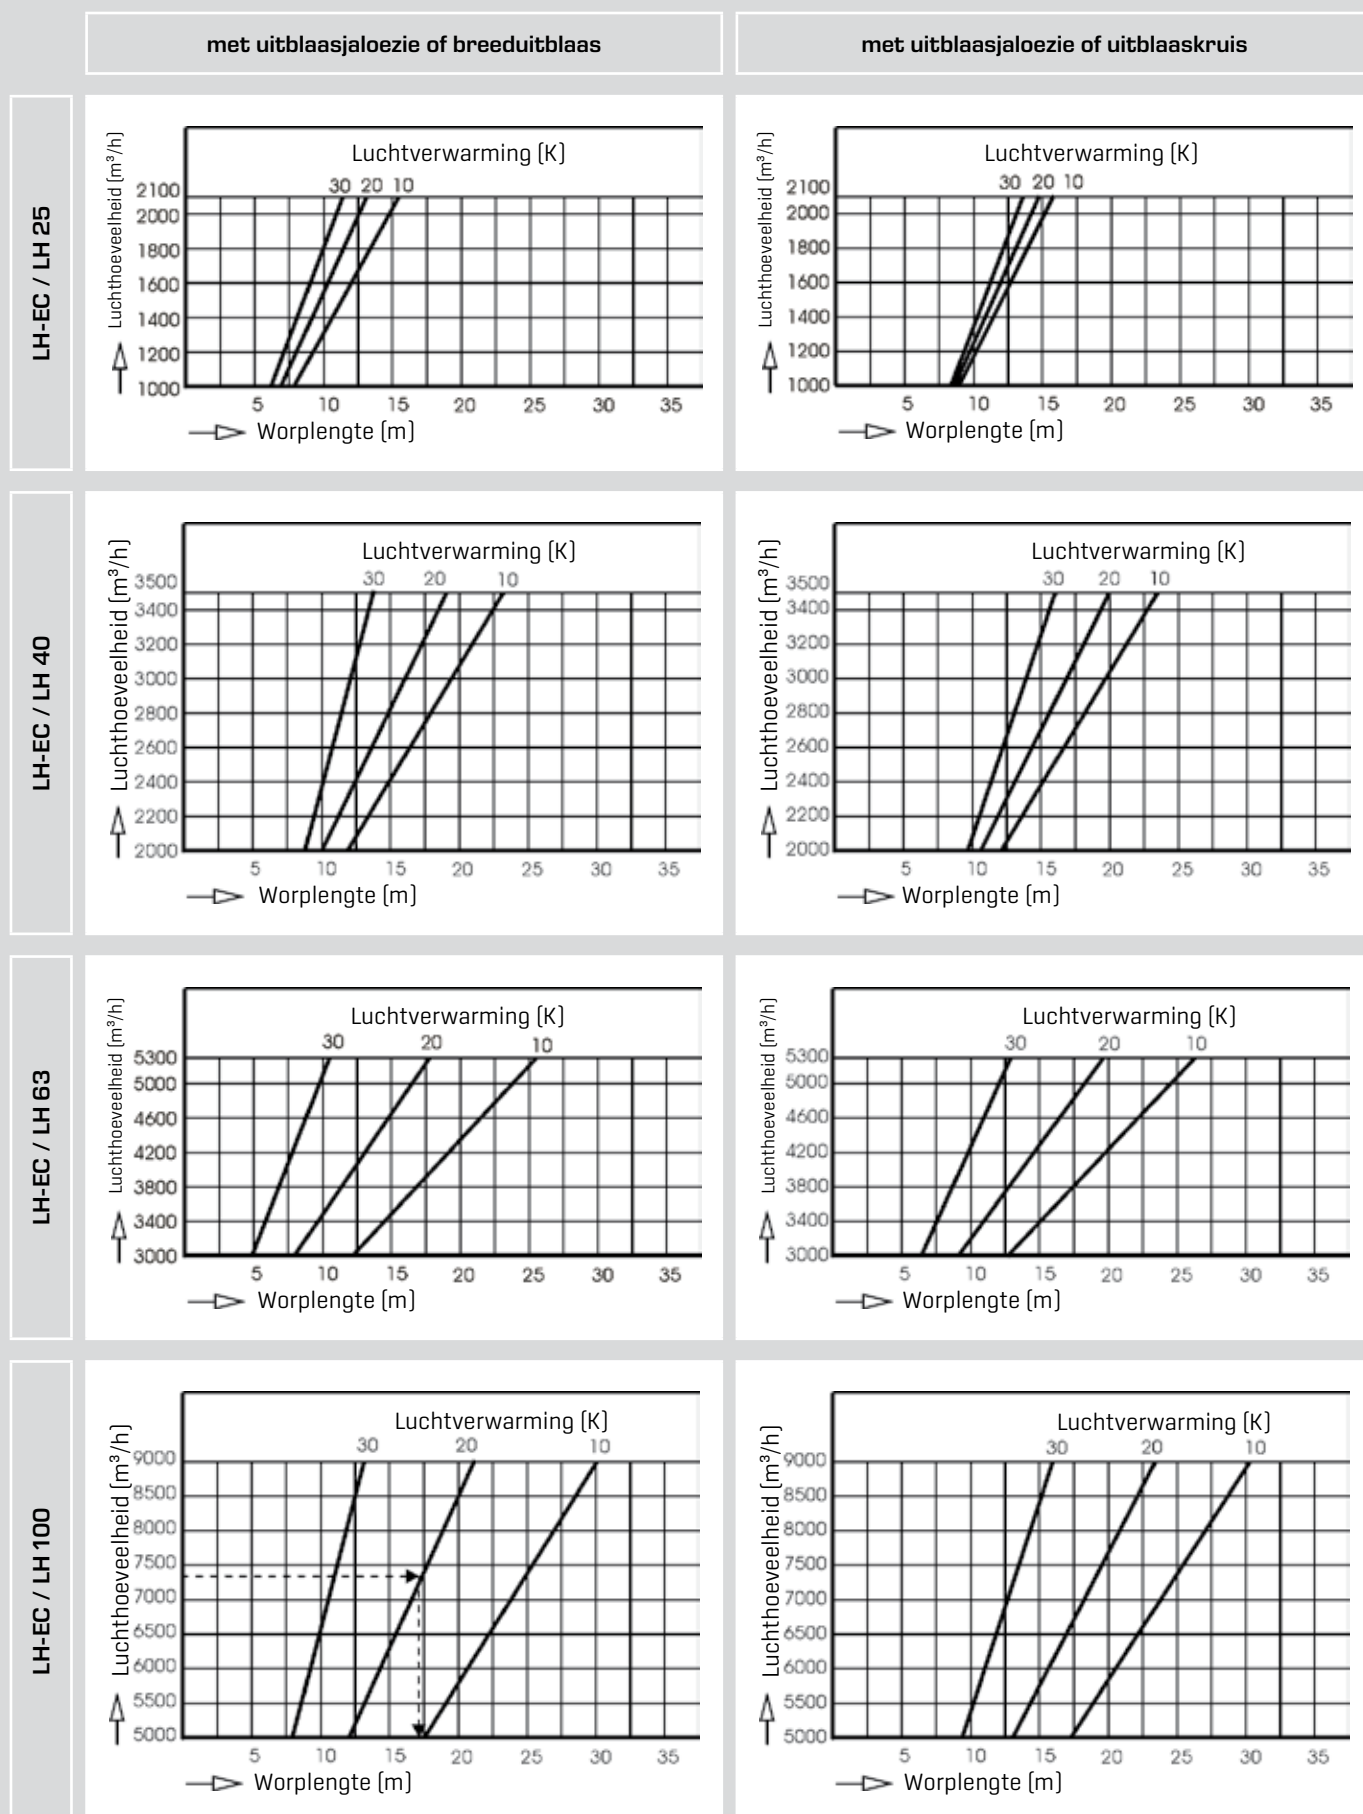 met uitblaasjaloezie of breeduitblaas
met uitblaasjaloezie of uitblaaskruis
LH-EC / LH 25
Luchthoeveelheid (m³/h)
Luchtverwarming (K)
30 20 10
2100
2000
1800
1600
1400
1200
1000
5 10 15 20 25 30 35
Worplengte (m)
Luchthoeveelheid (m³/h)
Luchtverwarming (K)
30 20 10
2100
2000
1800
1600
1400
1200
1000
5 10 15 20 25 30 35
Worplengte (m)
LH-EC / LH 40
Luchthoeveelheid (m³/h)
Luchtverwarming (K)
30 20 10
3500
3400
3200
3000
2800
2600
2400
2200
2000
5 10 15 20 25 30 35
Worplengte (m)
Luchthoeveelheid (m³/h)
Luchtverwarming (K)
30 20 10
3500
3400
3200
3000
2800
2600
2400
2200
2000
5 10 15 20 25 30 35
Worplengte (m)
LH-EC / LH 63
Luchthoeveelheid (m³/h)
Luchtverwarming (K)
30 20 10
5300
5000
4600
4200
3800
3400
3000
5 10 15 20 25 30 35
Worplengte (m)
Luchthoeveelheid (m³/h)
Luchtverwarming (K)
30 20 10
5300
5000
4600
4200
3800
3400
3000
5 10 15 20 25 30 35
Worplengte (m)
LH-EC / LH 100
Luchthoeveelheid (m³/h)
Luchtverwarming (K)
30 20 10
9000
8500
8000
7500
7000
6500
6000
5500
5000
5 10 15 20 25 30 35
Worplengte (m)
Luchthoeveelheid (m³/h)
Luchtverwarming (K)
30 20 10
9000
8500
8000
7500
7000
6500
6000
5500
5000
5 10 15 20 25 30 35
Worplengte (m)